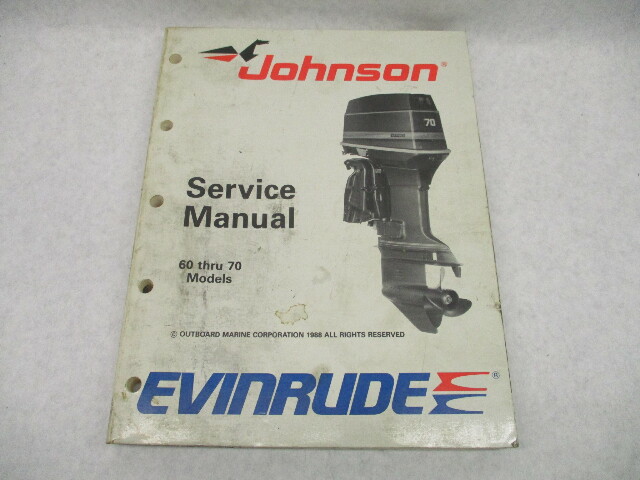 Johnson®
70
Service
Manual
60 thru 70
Models
© OUTBOARD MARINE CORPORATION 1988 ALL RIGHTS RESERVED
EVINRUDE®